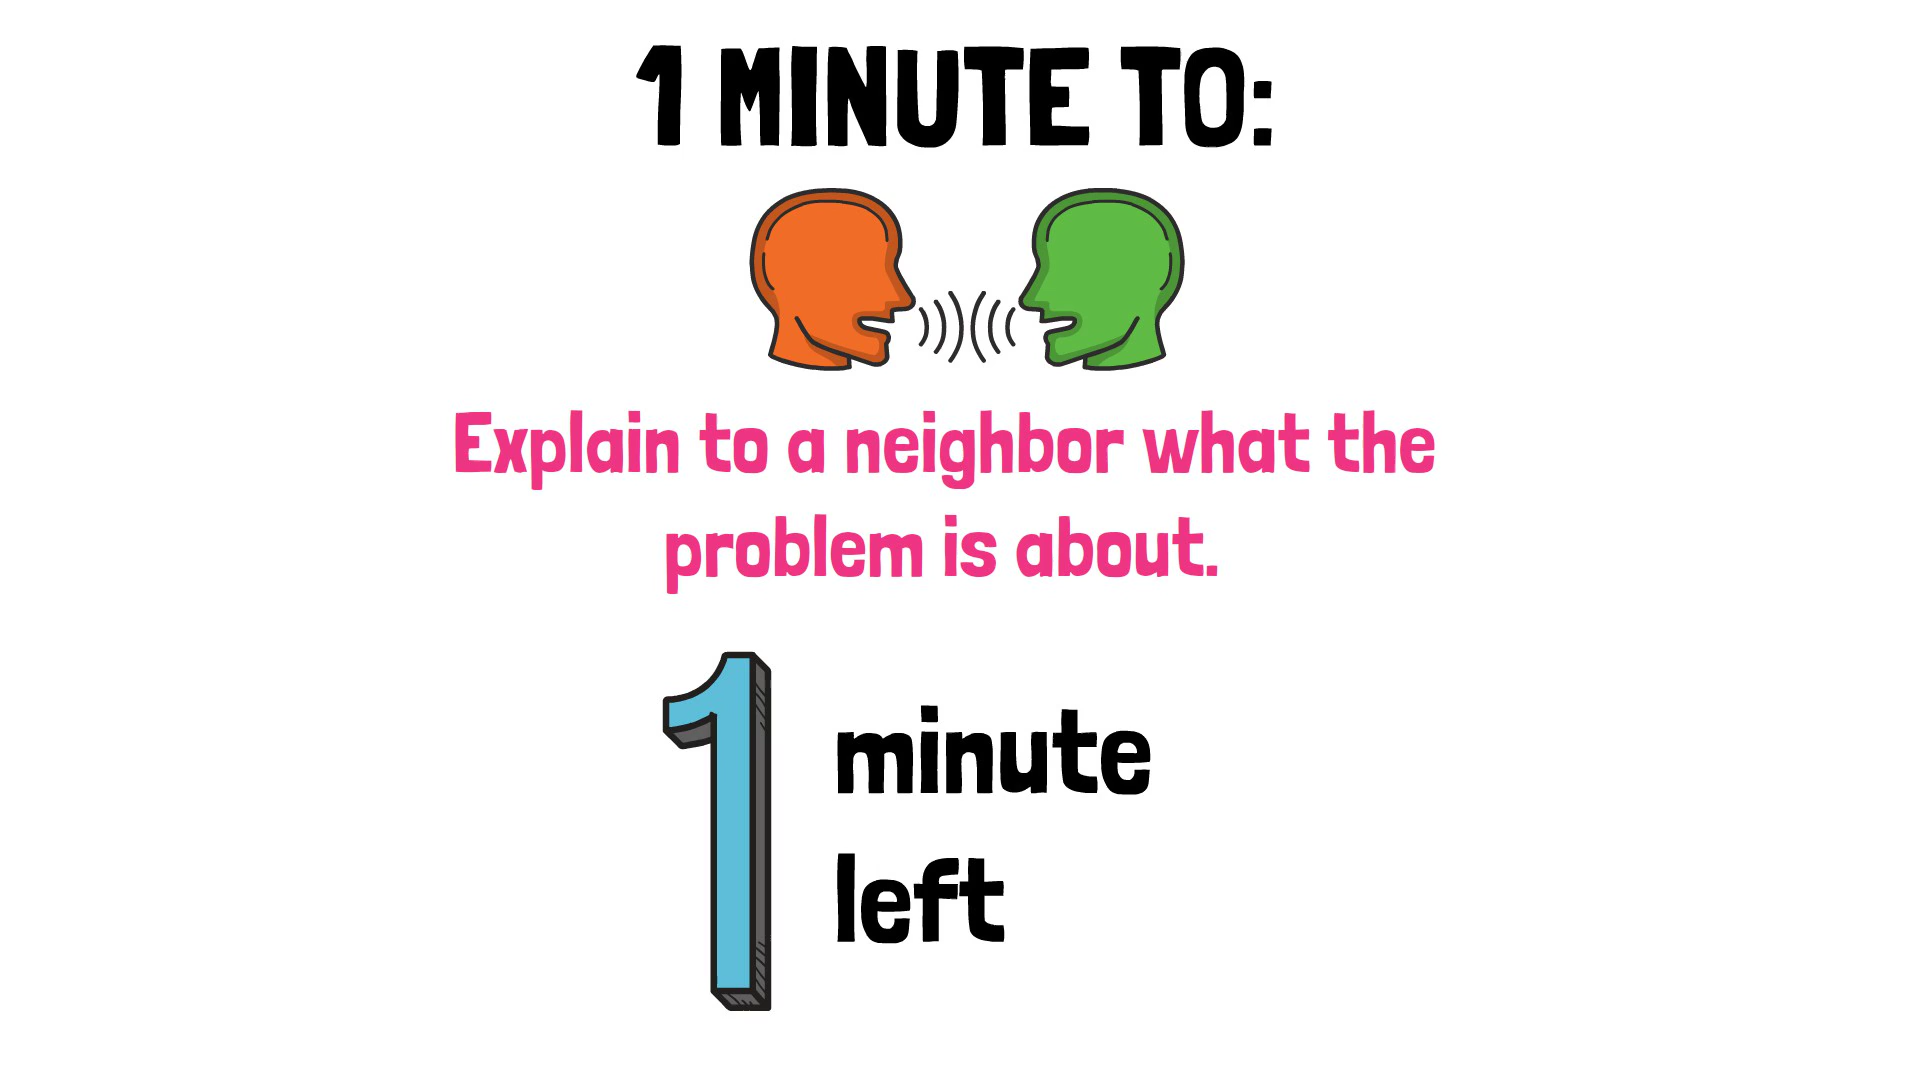 1 MINUTE TO:
Explain to a neighbor what the
problem is about.
1 minute
left